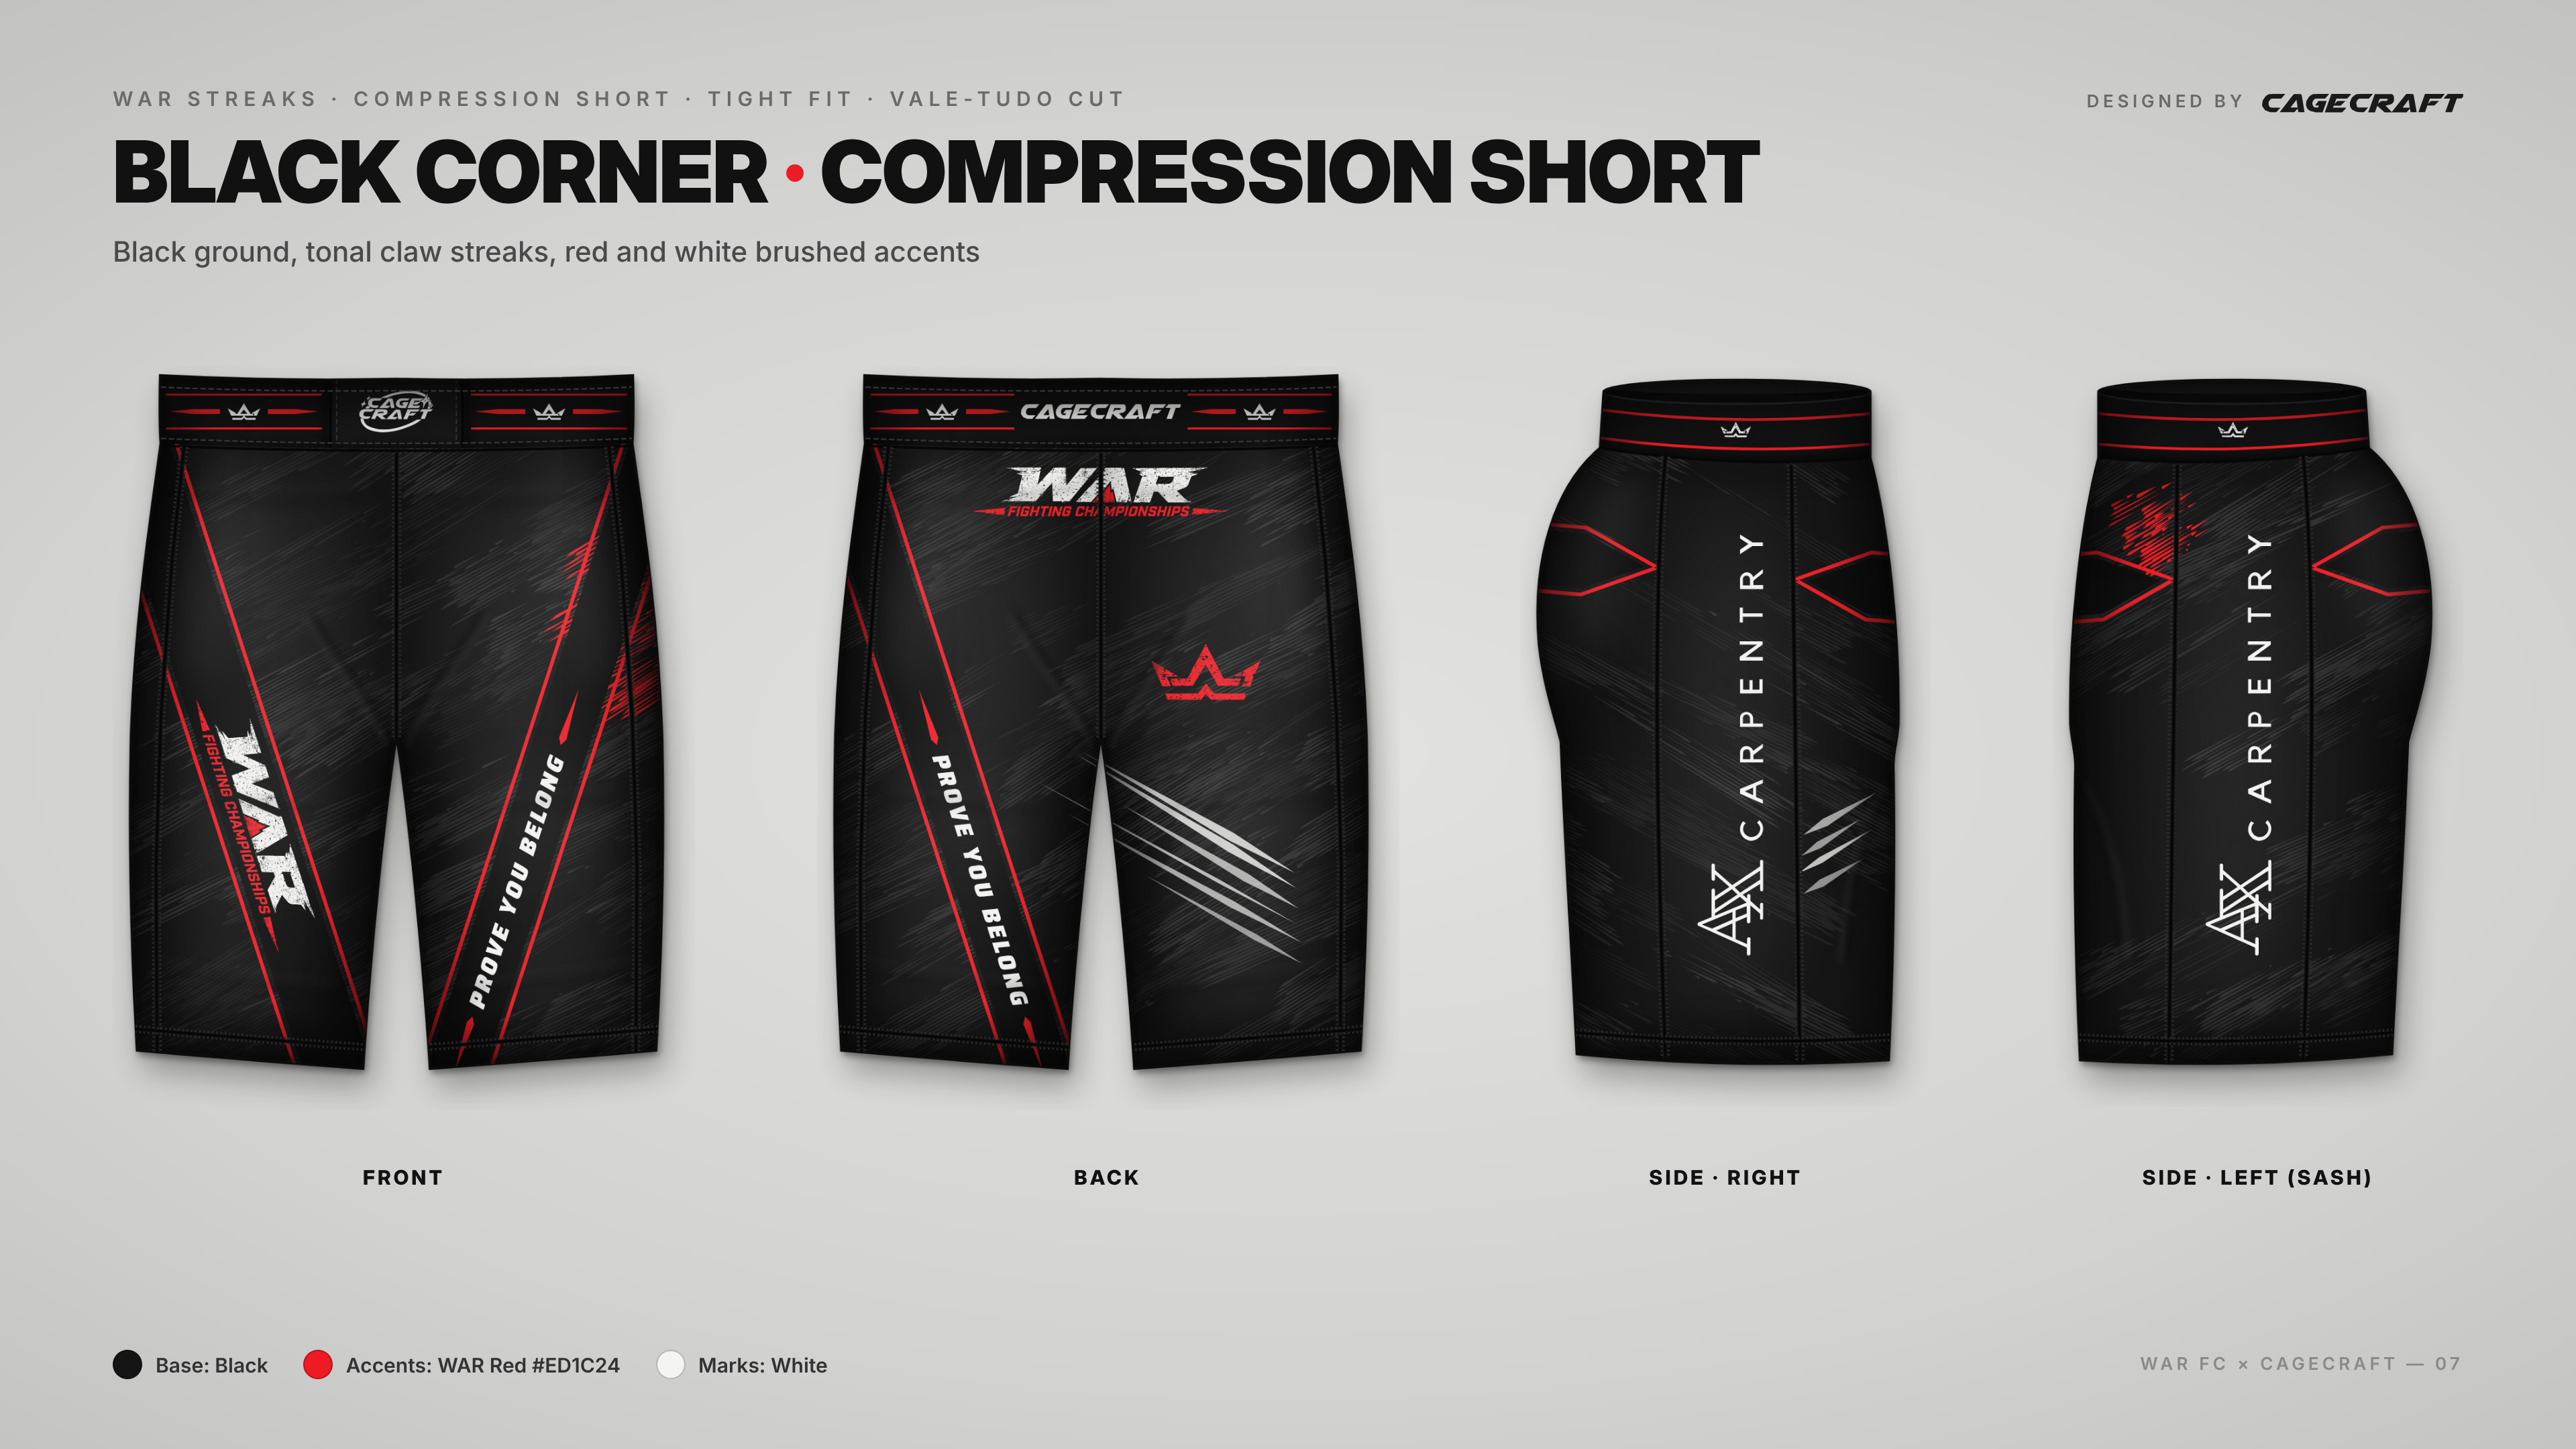 WAR STREAKS · COMPRESSION SHORT · TIGHT FIT · VALE-TUDO CUT
DESIGNED BY CAGECRAFT
BLACK CORNER · COMPRESSION SHORT
Black ground, tonal claw streaks, red and white brushed accents
CAGE
CRAFT
WAR
FIGHTING CHAMPIONSHIPS
PROVE YOU BELONG
CAGECRAFT
WAR
FIGHTING CHAMPIONSHIPS
PROVE YOU BELONG
AX CARPENTRY
AX CARPENTRY
FRONT
BACK
SIDE · RIGHT
SIDE · LEFT (SASH)
Base: Black
Accents: WAR Red #ED1C24
Marks: White
WAR FC × CAGECRAFT — 07